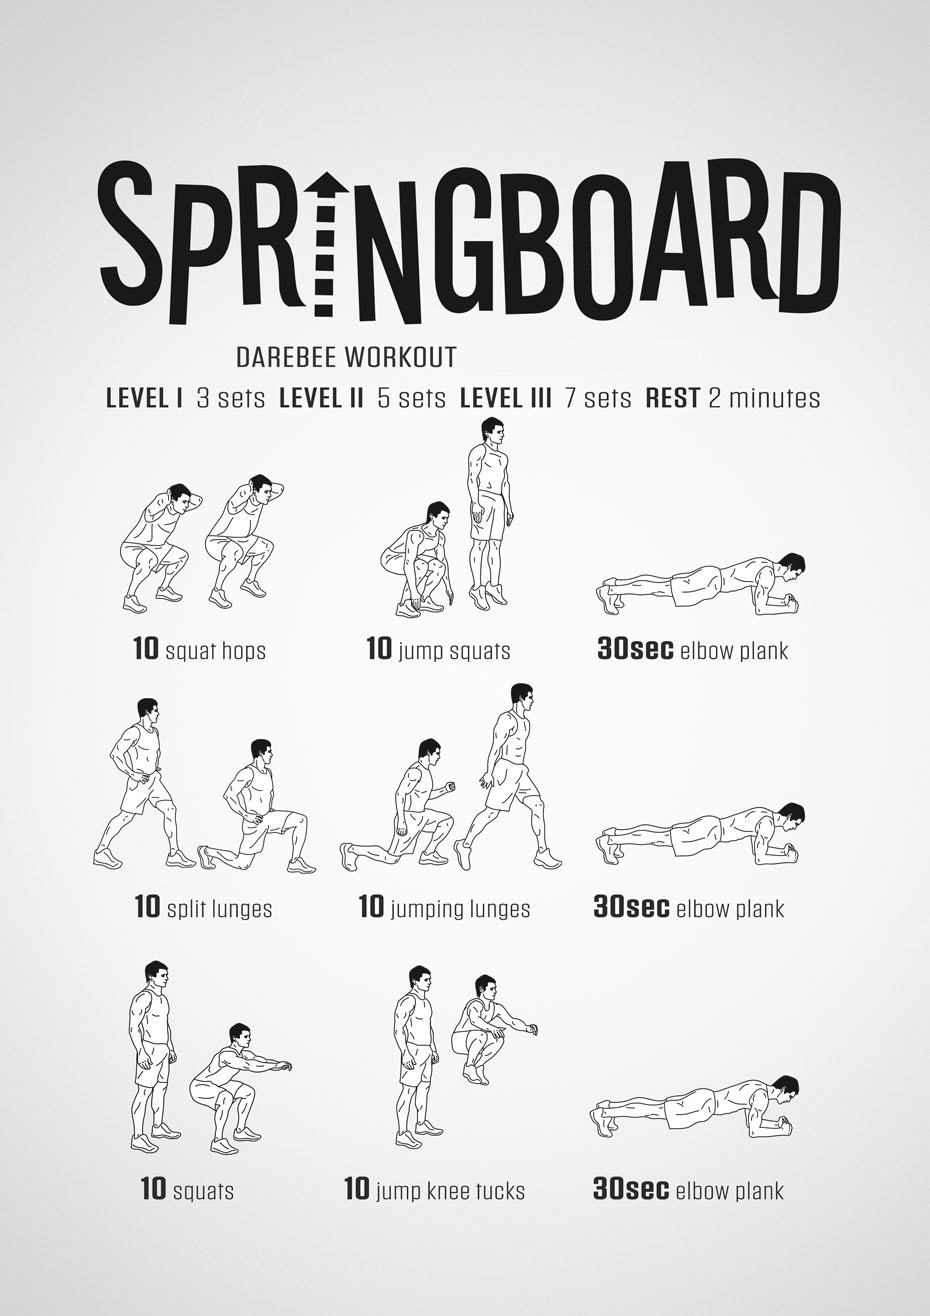 SPRINGBOARD
DAREBEE WORKOUT
LEVEL I 3 sets LEVEL II 5 sets LEVEL III 7 sets REST 2 minutes
10 squat hops
10 jump squats
30sec elbow plank
10 split lunges
10 jumping lunges
30sec elbow plank
10 squats
10 jump knee tucks
30sec elbow plank